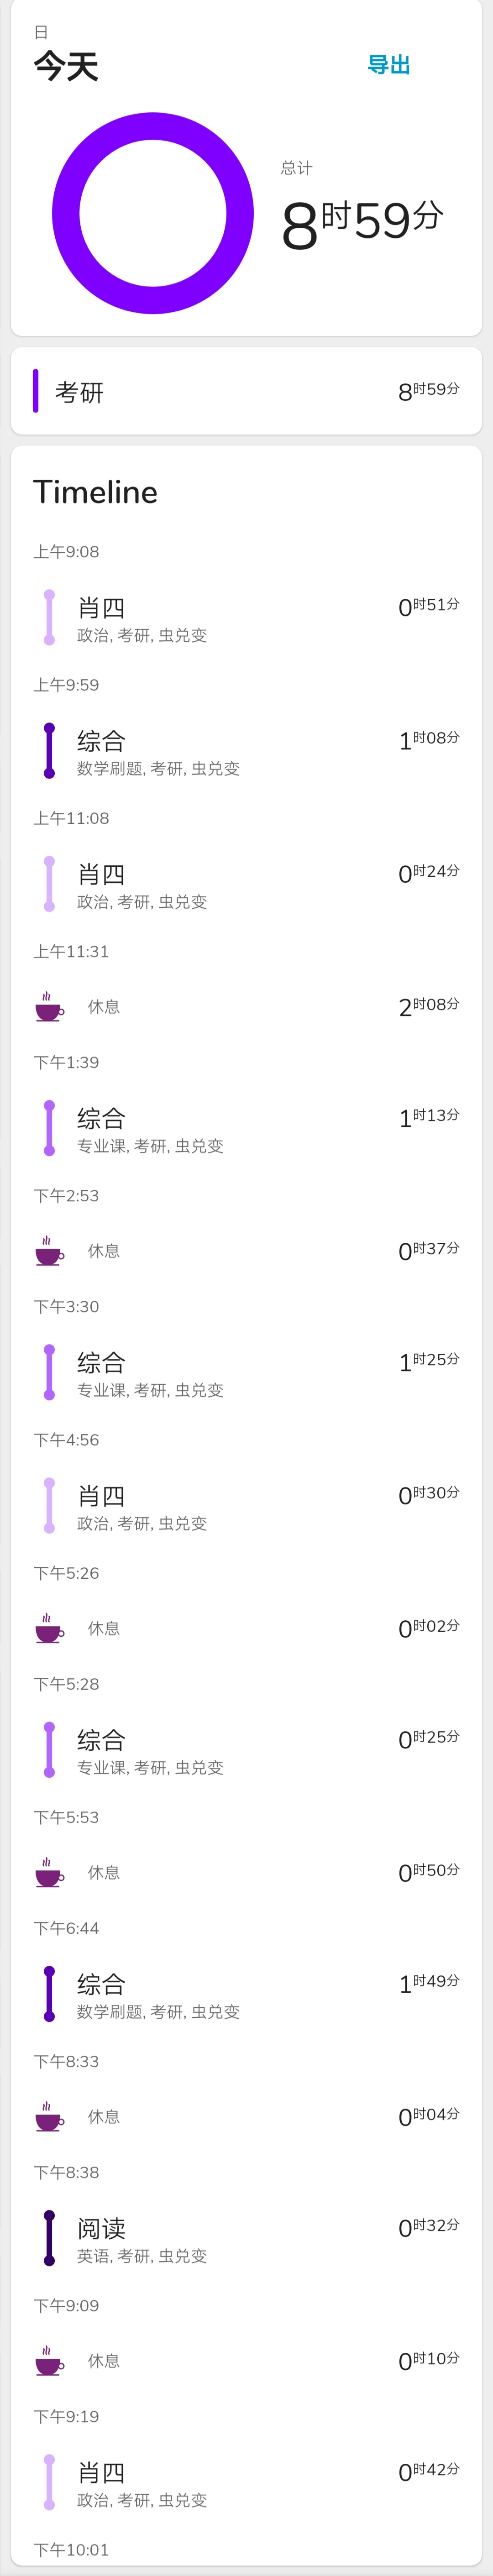 日
今天
导出
总计
8时59分
考研 8时59分
Timeline
上午9:08
肖四 0时51分
政治, 考研, 虫兑变
上午9:59
综合 1时08分
数学刷题, 考研, 虫兑变
上午11:08
肖四 0时24分
政治, 考研, 虫兑变
上午11:31
休息 2时08分
下午1:39
综合 1时13分
专业课, 考研, 虫兑变
下午2:53
休息 0时37分
下午3:30
综合 1时25分
专业课, 考研, 虫兑变
下午4:56
肖四 0时30分
政治, 考研, 虫兑变
下午5:26
休息 0时02分
下午5:28
综合 0时25分
专业课, 考研, 虫兑变
下午5:53
休息 0时50分
下午6:44
综合 1时49分
数学刷题, 考研, 虫兑变
下午8:33
休息 0时04分
下午8:38
阅读 0时32分
英语, 考研, 虫兑变
下午9:09
休息 0时10分
下午9:19
肖四 0时42分
政治, 考研, 虫兑变
下午10:01